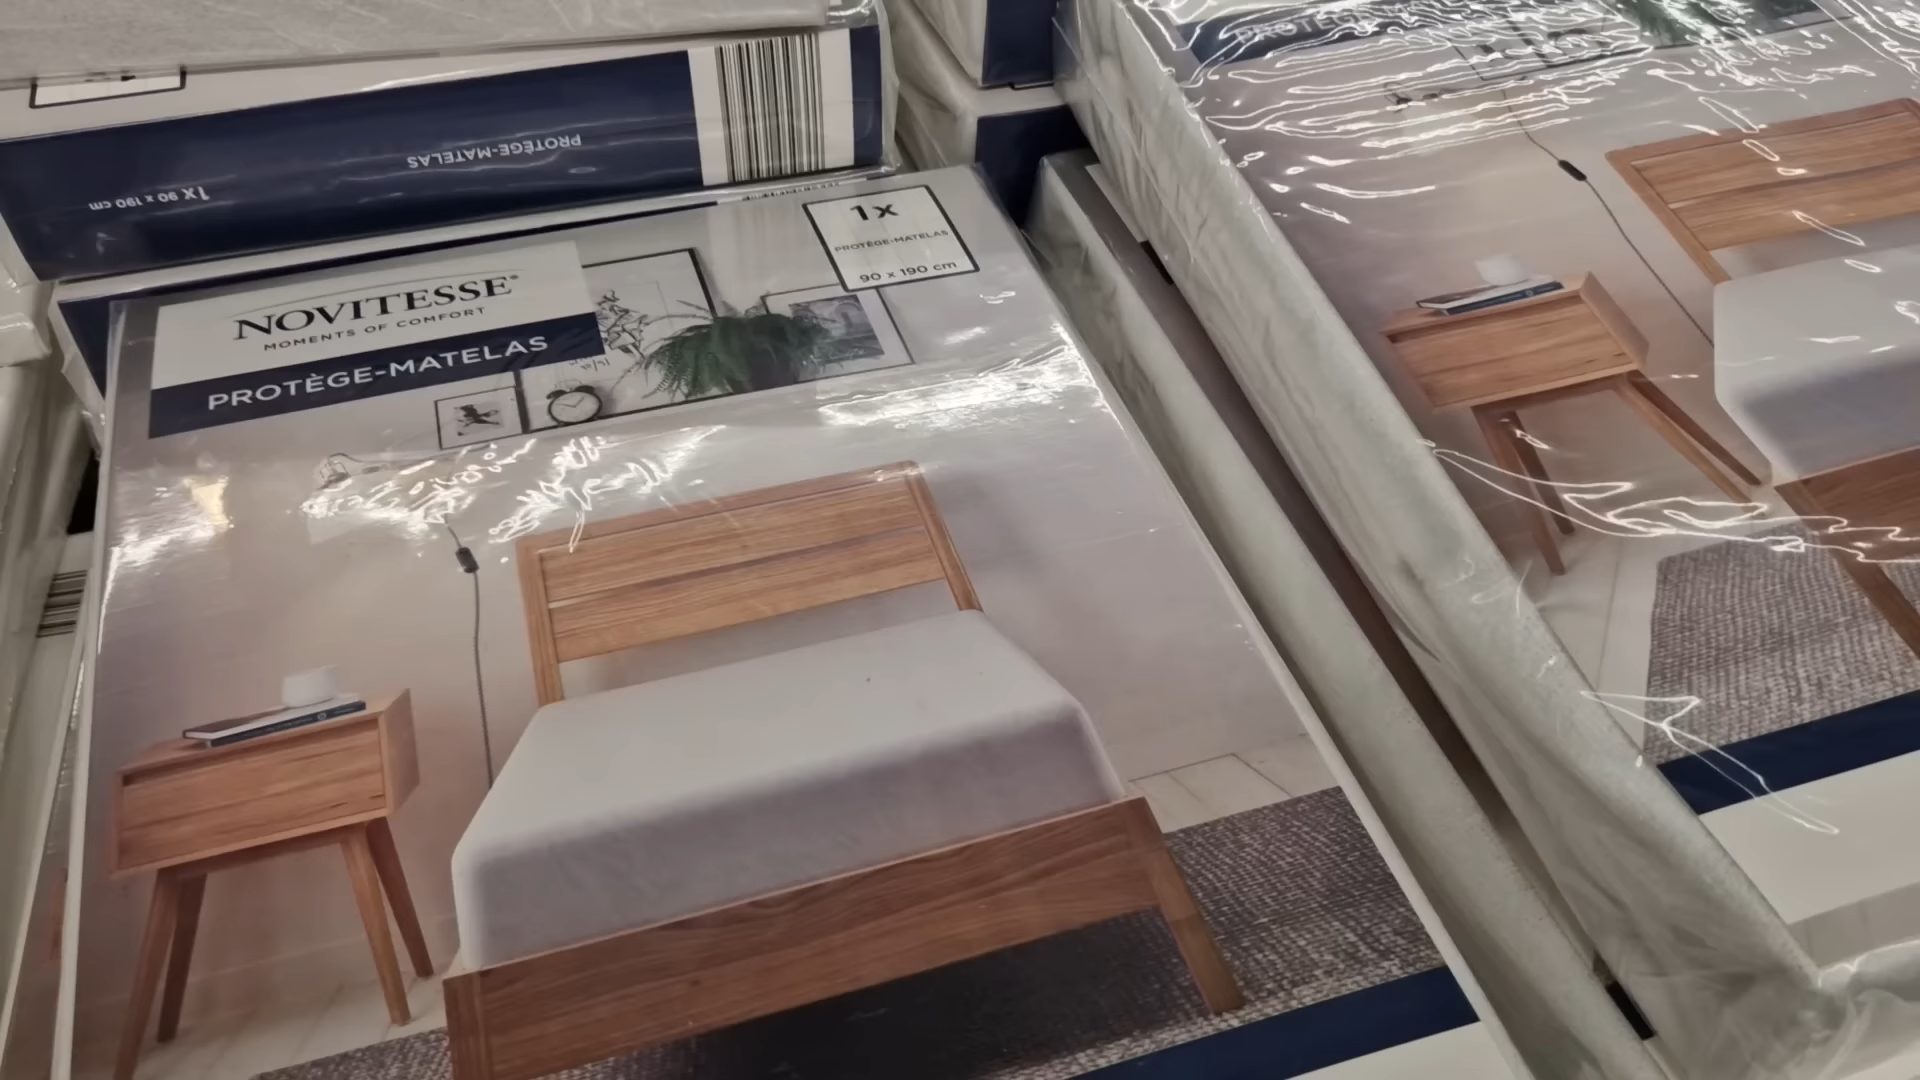 PROTÈGE-MATELAS
1X 90 x 190 cm
1x
PROTÈGE-MATELAS
90 x 190 cm
NOVITESSE®
MOMENTS OF COMFORT
PROTÈGE-MATELAS